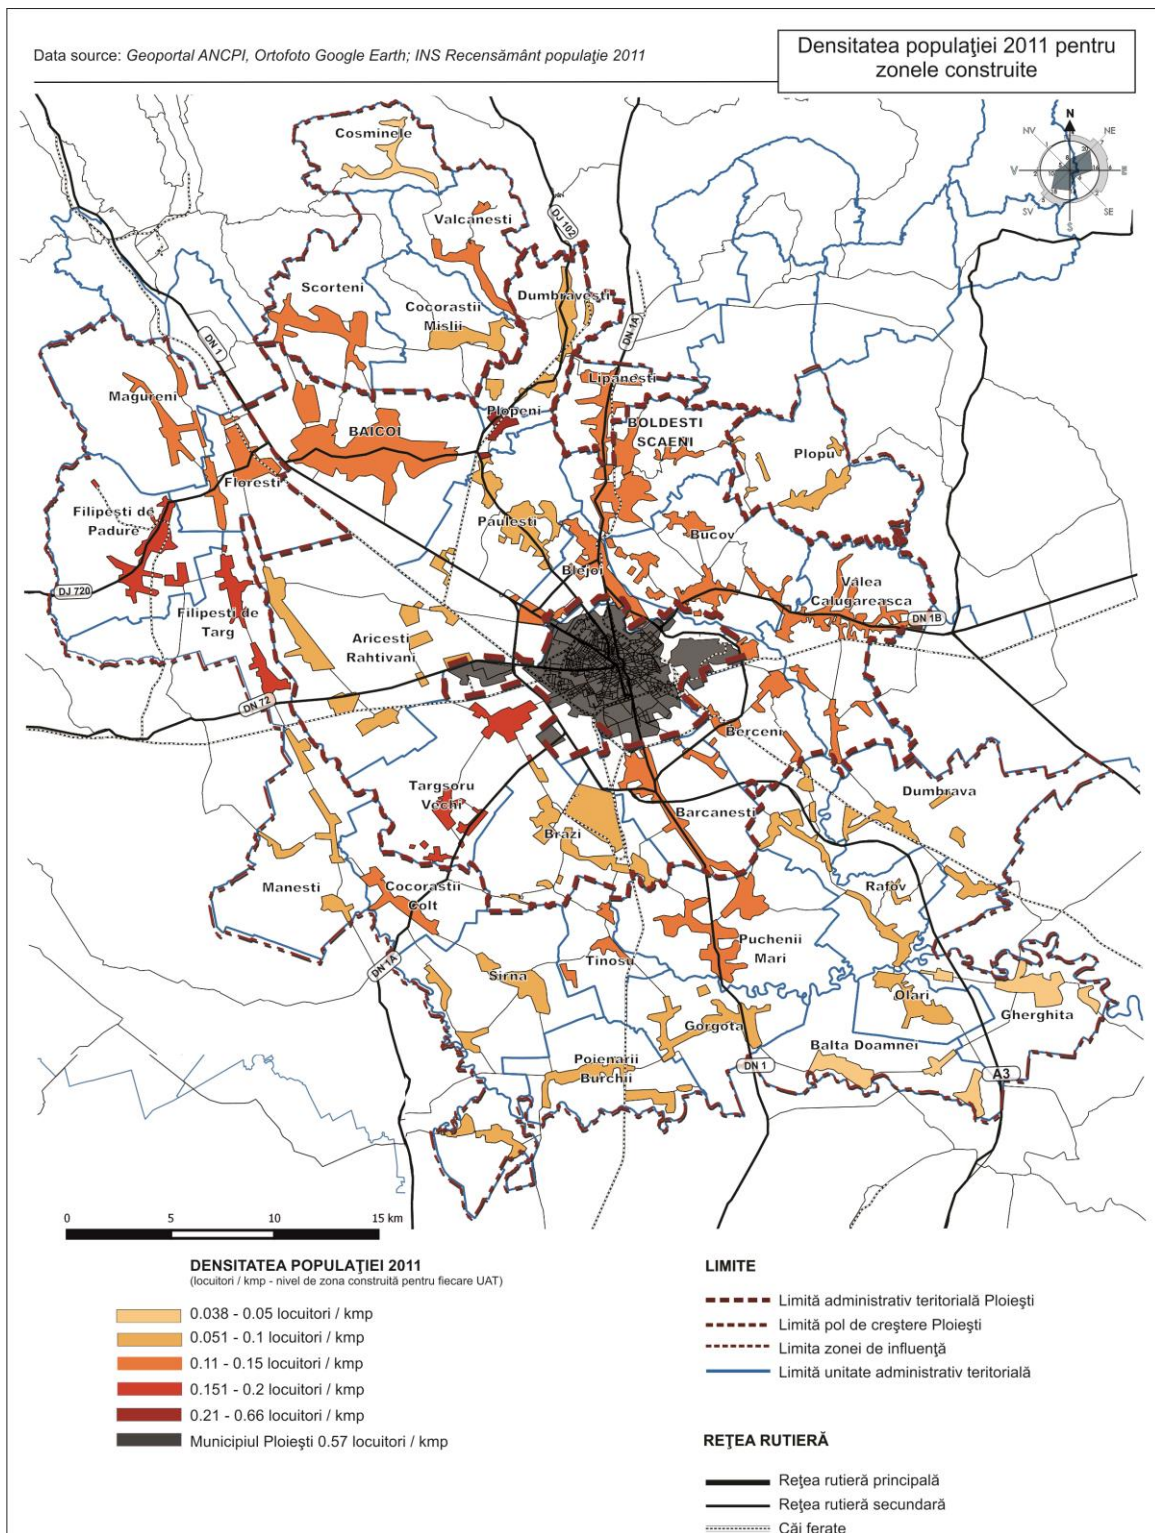 Data source: Geoportal ANCPI, Ortofoto Google Earth; INS Recensământ populaţie 2011
Densitatea populaţiei 2011 pentru
zonele construite
N
NV
NE
V
E
SV
SE
S
Cosminele
Valcanesti
DJ 102
Scorteni
Cocorastii
Mislii
Dumbravesti
DN 1A
DN 1
Magureni
Lipanesti
Plopeni
BAICOI
BOLDESTI
SCAENI
Plopu
Floresti
Filipesti de
Padure
Paulesti
Bucov
Blejoi
Vâlea
Calugareasca
DJ 720
Filipesti de
Targ
DN 1B
Aricesti
Rahtivani
DN 72
Berceni
Targsoru
Vechi
Dumbrava
Barcanesti
Brazi
Manesti
Cocorastii
Colt
Rafov
Puchenii
Mari
DN 1A
Sirna
Tinosu
Olari
Gherghita
Gorgota
Balta Doamnei
Poienarii
Burchii
DN 1
A3
0 5 10 15 km
DENSITATEA POPULAŢIEI 2011
(locuitori / kmp - nivel de zona construită pentru fiecare UAT)
0.038 - 0.05 locuitori / kmp
0.051 - 0.1 locuitori / kmp
0.11 - 0.15 locuitori / kmp
0.151 - 0.2 locuitori / kmp
0.21 - 0.66 locuitori / kmp
Municipiul Ploieşti 0.57 locuitori / kmp
LIMITE
Limită administrativ teritorială Ploieşti
Limită pol de creştere Ploieşti
Limita zonei de influenţă
Limită unitate administrativ teritorială
REŢEA RUTIERĂ
Reţea rutieră principală
Reţea rutieră secundară
Căi ferate